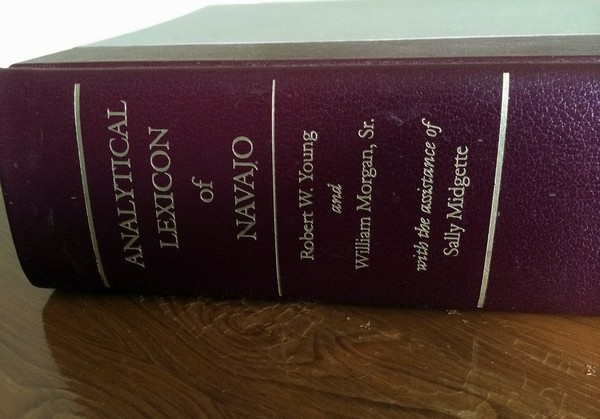 ANALYTICAL
LEXICON
of
NAVAJO
Robert W. Young
and
William Morgan, Sr.
with the assistance of
Sally Midgette